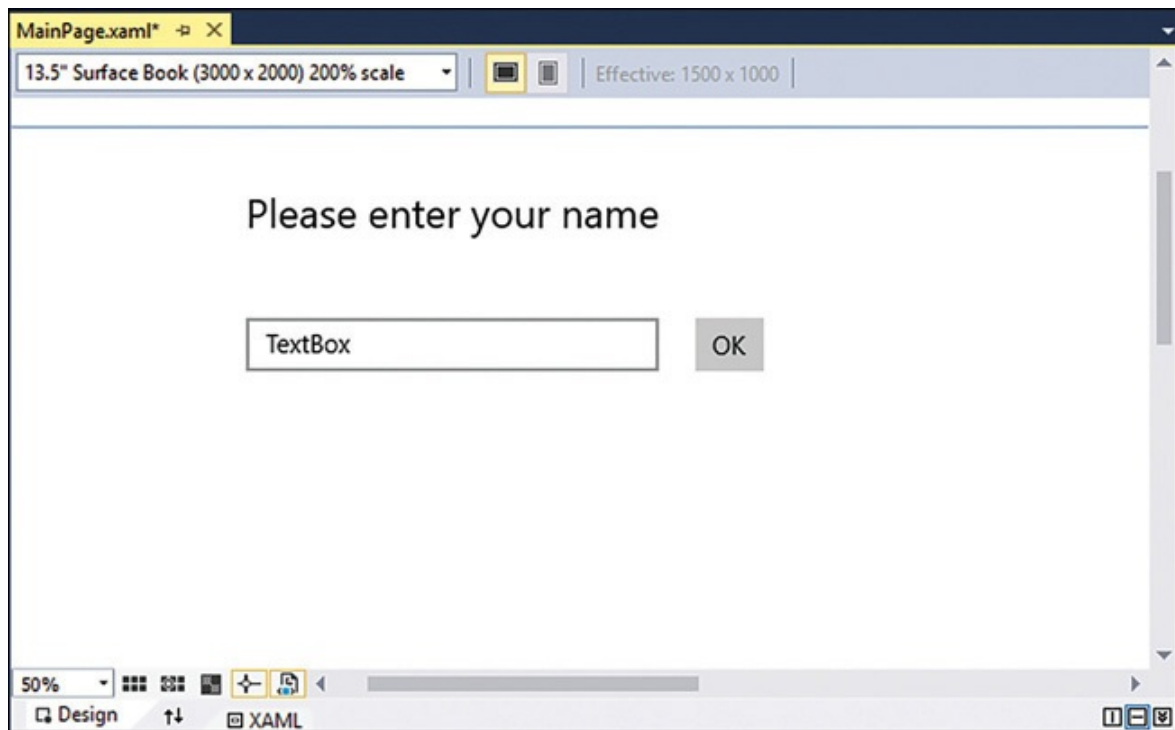 MainPage.xaml*
13.5" Surface Book (3000 x 2000) 200% scale Effective: 1500 x 1000
Please enter your name
TextBox OK
50%
Design XAML